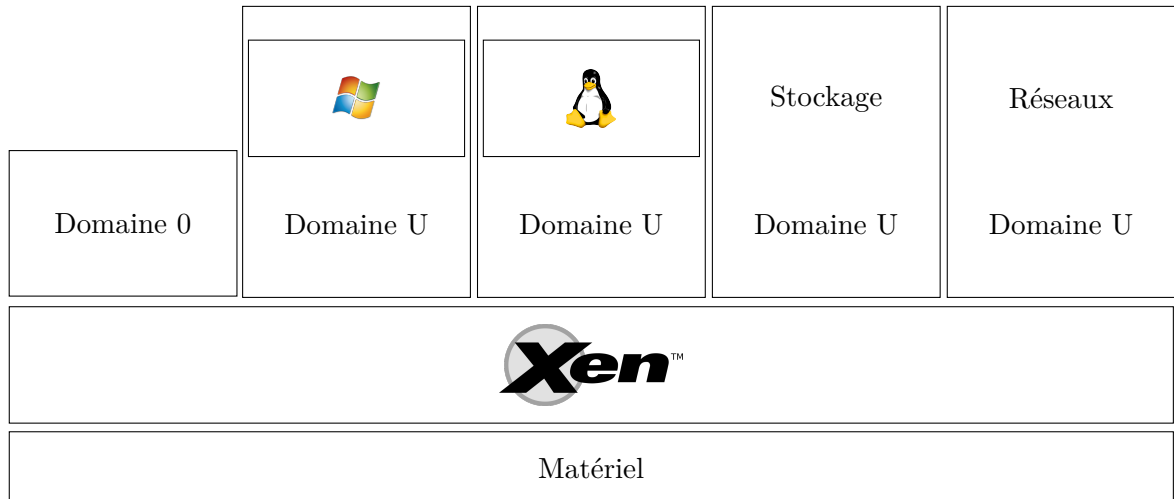 Stockage
Réseaux
Domaine 0
Domaine U
Domaine U
Domaine U
Domaine U
Xen™
Matériel